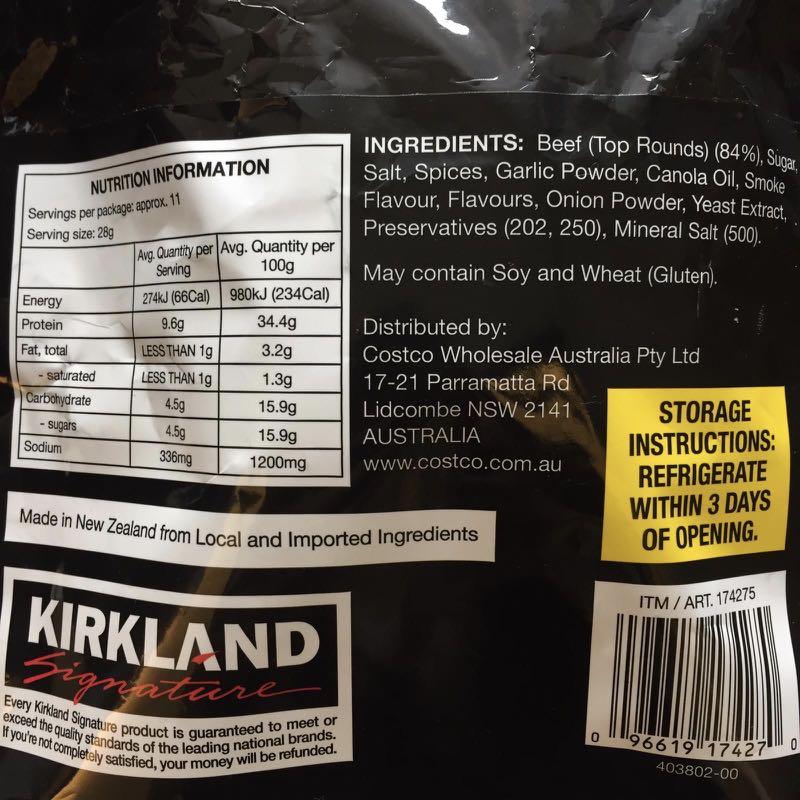 NUTRITION INFORMATION
Servings per package: approx. 11
Serving size: 28g
Avg. Quantity per Serving Avg. Quantity per 100g
Energy 274kJ (66Cal) 980kJ (234Cal)
Protein 9.6g 34.4g
Fat, total LESS THAN 1g 3.2g
- saturated LESS THAN 1g 1.3g
Carbohydrate 4.5g 15.9g
- sugars 4.5g 15.9g
Sodium 336mg 1200mg
INGREDIENTS: Beef (Top Rounds) (84%), Sugar,
Salt, Spices, Garlic Powder, Canola Oil, Smoke
Flavour, Flavours, Onion Powder, Yeast Extract,
Preservatives (202, 250), Mineral Salt (500).
May contain Soy and Wheat (Gluten).
Distributed by:
Costco Wholesale Australia Pty Ltd
17-21 Parramatta Rd
Lidcombe NSW 2141
AUSTRALIA
www.costco.com.au
STORAGE
INSTRUCTIONS:
REFRIGERATE
WITHIN 3 DAYS
OF OPENING.
Made in New Zealand from Local and Imported Ingredients
KIRKLAND
Signature
Every Kirkland Signature product is guaranteed to meet or
exceed the quality standards of the leading national brands.
If you're not completely satisfied, your money will be refunded.
ITM / ART. 174275
0 96619 17427 0
403802-00